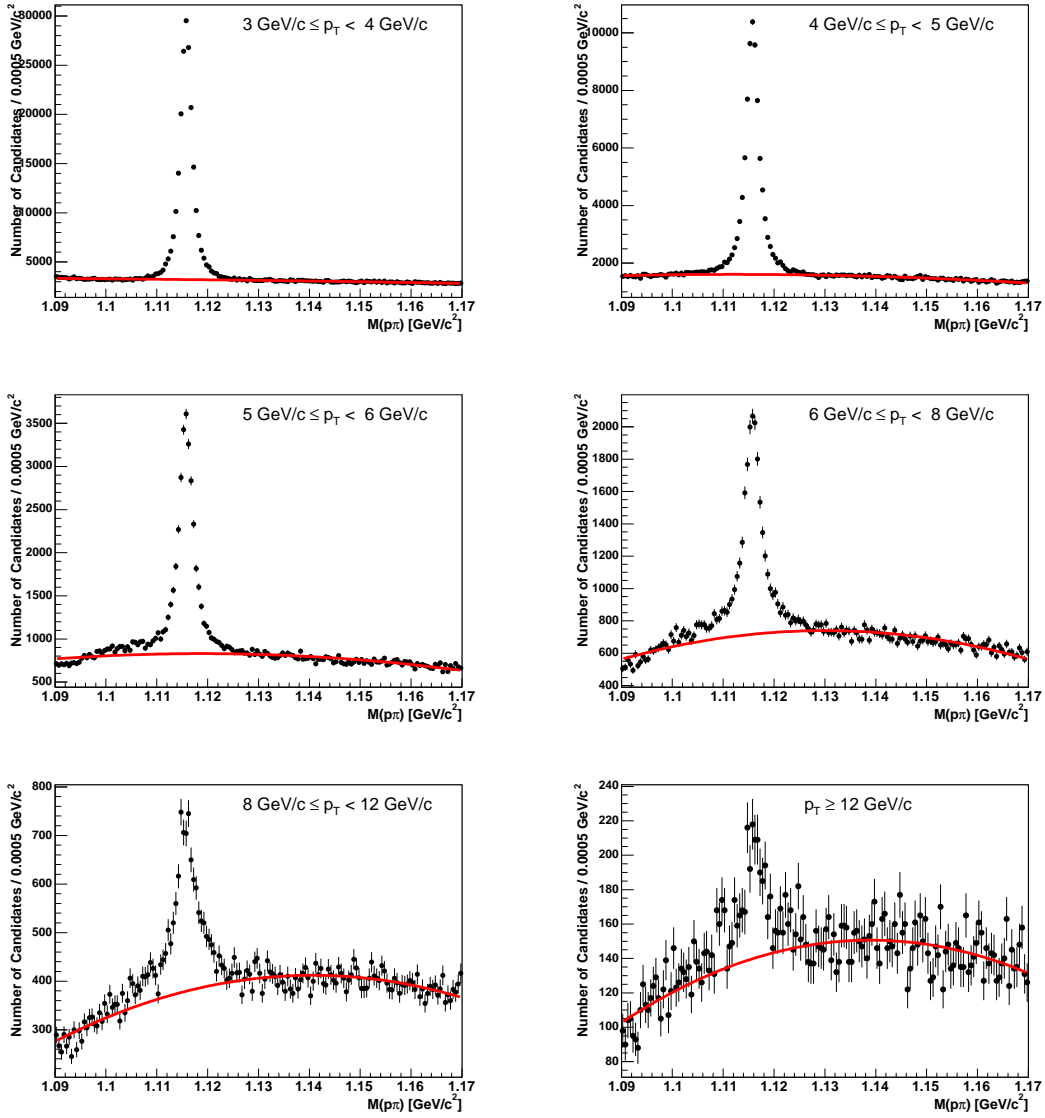 Number of Candidates / 0.0005 GeV/c²
3 GeV/c ≤ p_T < 4 GeV/c
30000
25000
20000
15000
10000
5000
1.09 1.1 1.11 1.12 1.13 1.14 1.15 1.16 1.17
M(pπ) [GeV/c²]
Number of Candidates / 0.0005 GeV/c²
4 GeV/c ≤ p_T < 5 GeV/c
10000
8000
6000
4000
2000
1.09 1.1 1.11 1.12 1.13 1.14 1.15 1.16 1.17
M(pπ) [GeV/c²]
Number of Candidates / 0.0005 GeV/c²
5 GeV/c ≤ p_T < 6 GeV/c
3500
3000
2500
2000
1500
1000
500
1.09 1.1 1.11 1.12 1.13 1.14 1.15 1.16 1.17
M(pπ) [GeV/c²]
Number of Candidates / 0.0005 GeV/c²
6 GeV/c ≤ p_T < 8 GeV/c
2000
1800
1600
1400
1200
1000
800
600
400
1.09 1.1 1.11 1.12 1.13 1.14 1.15 1.16 1.17
M(pπ) [GeV/c²]
Number of Candidates / 0.0005 GeV/c²
8 GeV/c ≤ p_T < 12 GeV/c
800
700
600
500
400
300
1.09 1.1 1.11 1.12 1.13 1.14 1.15 1.16 1.17
M(pπ) [GeV/c²]
Number of Candidates / 0.0005 GeV/c²
p_T ≥ 12 GeV/c
240
220
200
180
160
140
120
100
80
1.09 1.1 1.11 1.12 1.13 1.14 1.15 1.16 1.17
M(pπ) [GeV/c²]